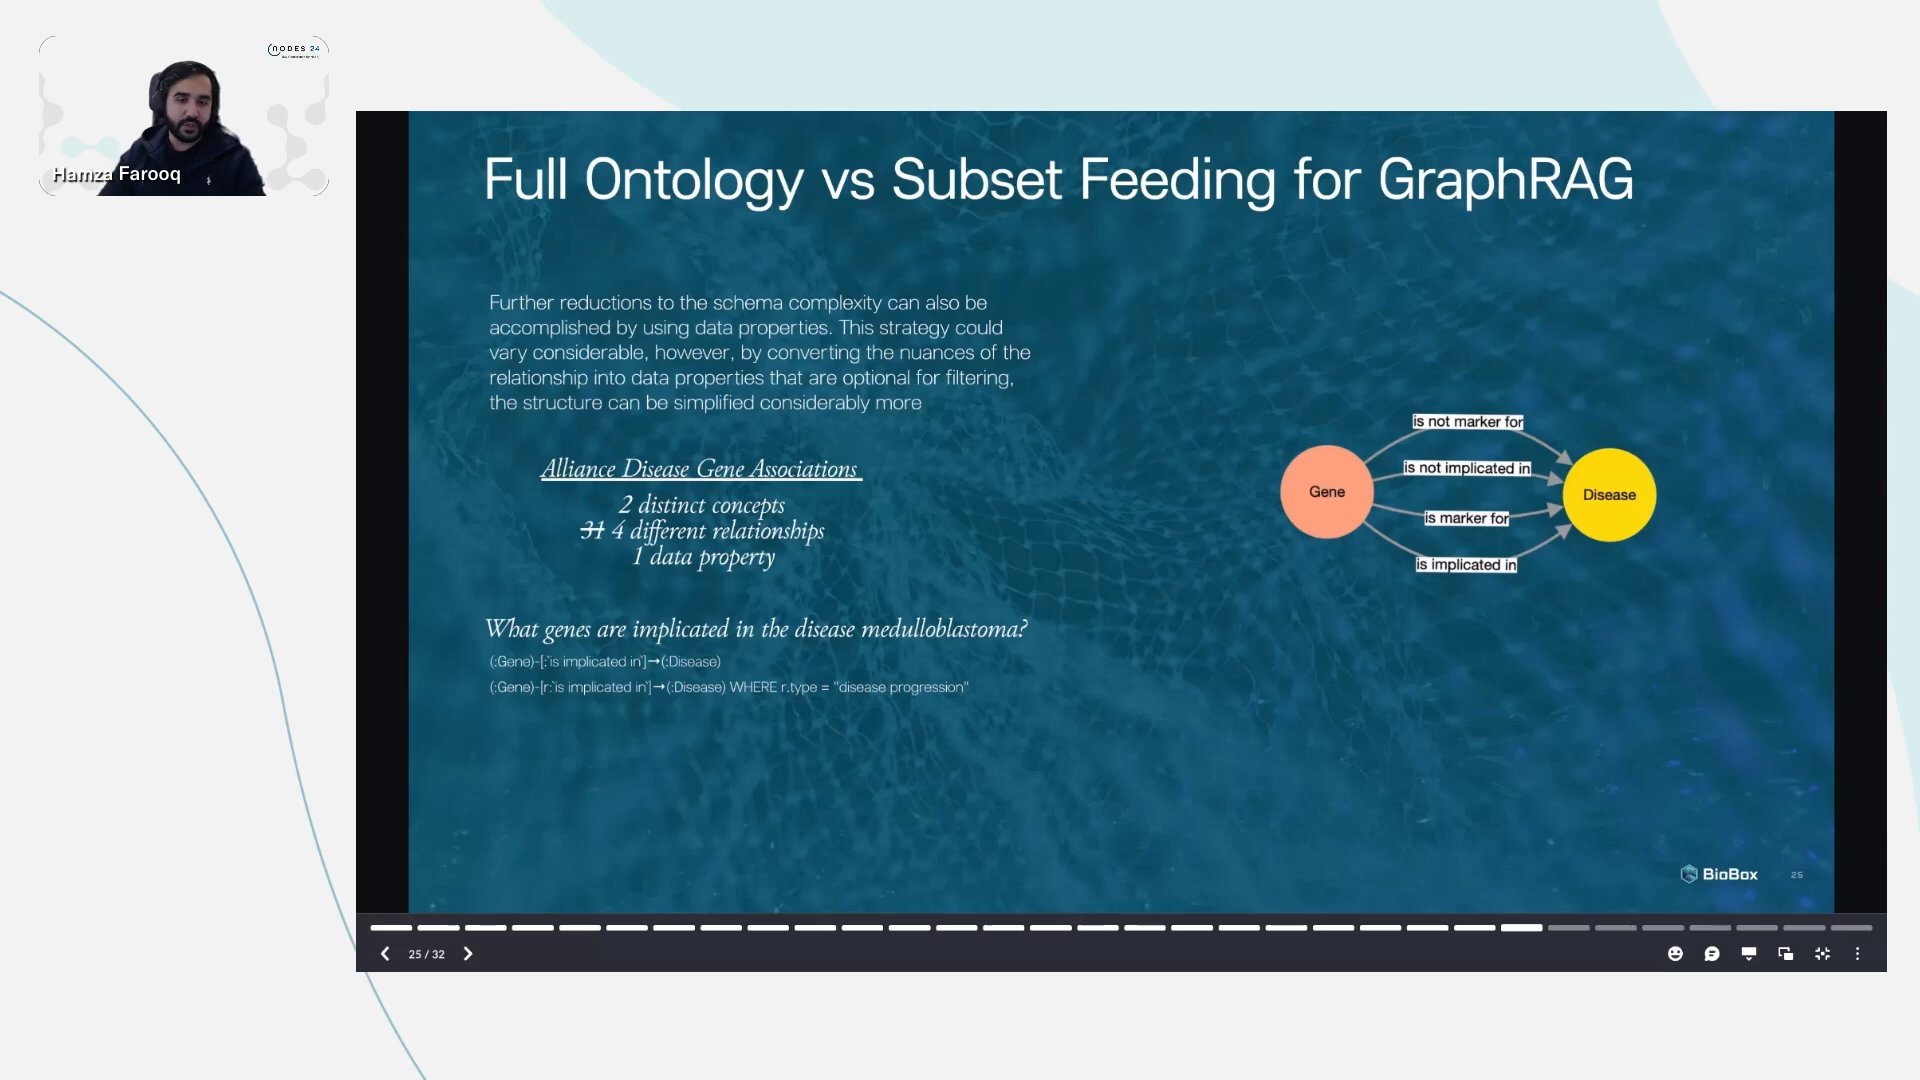 NODES 24
Hamza Farooq
Full Ontology vs Subset Feeding for GraphRAG
Further reductions to the schema complexity can also be
accomplished by using data properties. This strategy could
vary considerable, however, by converting the nuances of the
relationship into data properties that are optional for filtering,
the structure can be simplified considerably more
Alliance Disease Gene Associations
2 distinct concepts
31 4 different relationships
1 data property
What genes are implicated in the disease medulloblastoma?
(:Gene)-[:`is implicated in`]→(:Disease)
(:Gene)-[r:`is implicated in`]→(:Disease) WHERE r.type = "disease progression"
is not marker for
is not implicated in
Gene
Disease
is marker for
is implicated in
BioBox
25
25 / 32